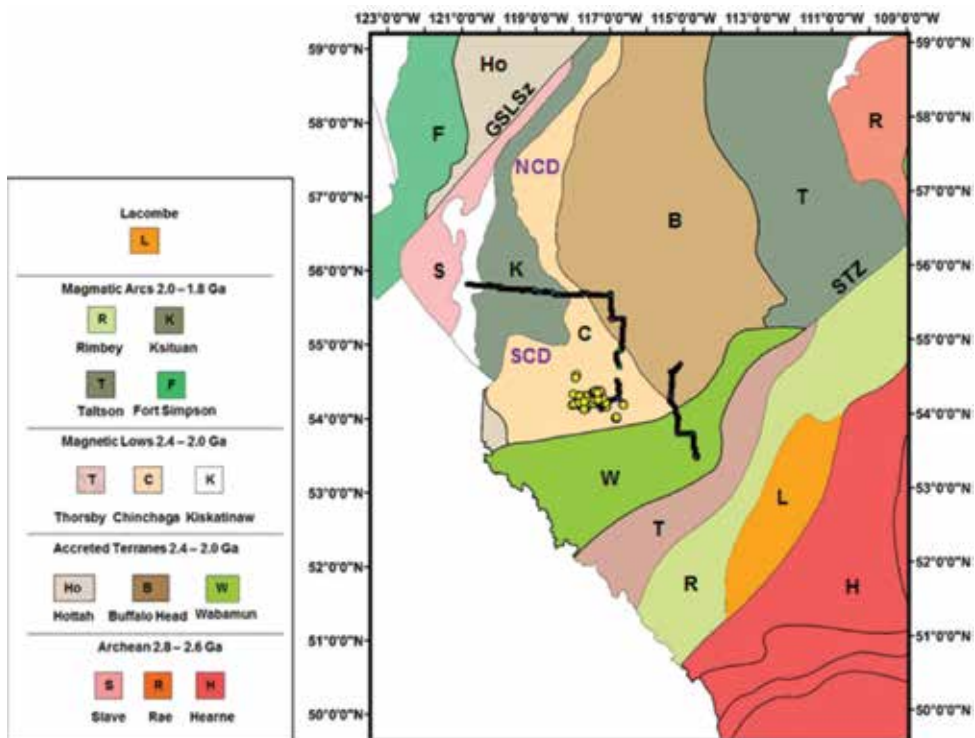 123°0'0"W 121°0'0"W 119°0'0"W 117°0'0"W 115°0'0"W 113°0'0"W 111°0'0"W 109°0'0"W
59°0'0"N 59°0'0"N
Ho
GSLSz
58°0'0"N F R 58°0'0"N
NCD
57°0'0"N T 57°0'0"N
B
56°0'0"N S K STZ 56°0'0"N
C
55°0'0"N SCD 55°0'0"N
54°0'0"N 54°0'0"N
53°0'0"N W L 53°0'0"N
T
52°0'0"N 52°0'0"N
R H
51°0'0"N 51°0'0"N
50°0'0"N 50°0'0"N
Lacombe
L
Magmatic Arcs 2.0 – 1.8 Ga
R K
Rimbey Ksituan
T F
Taltson Fort Simpson
Magnetic Lows 2.4 – 2.0 Ga
T C K
Thorsby Chinchaga Kiskatinaw
Accreted Terranes 2.4 – 2.0 Ga
Ho B W
Hottah Buffalo Head Wabamun
Archean 2.8 – 2.6 Ga
S R H
Slave Rae Hearne